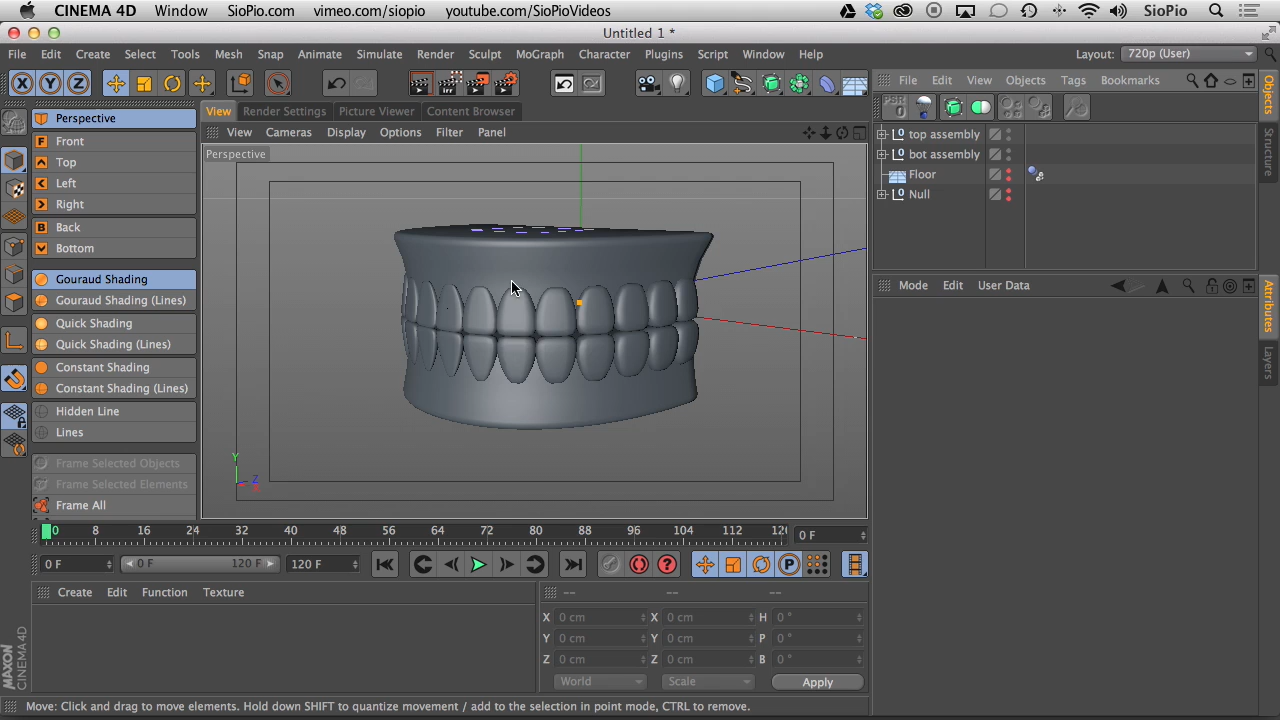 CINEMA 4D Window SioPio.com vimeo.com/siopio youtube.com/SioPioVideos SioPio
Untitled 1 *
File Edit Create Select Tools Mesh Snap Animate Simulate Render Sculpt MoGraph Character Plugins Script Window Help Layout: 720p (User)
X Y Z
File Edit View Objects Tags Bookmarks
View Render Settings Picture Viewer Content Browser
PSR
Perspective
View Cameras Display Options Filter Panel
Front
Perspective
Top
Left
Right
Back
Bottom
Gouraud Shading
Gouraud Shading (Lines)
Quick Shading
Quick Shading (Lines)
Constant Shading
Constant Shading (Lines)
Hidden Line
Lines
Frame Selected Objects
Frame Selected Elements
Frame All
Y
Z
top assembly
bot assembly
Floor
Null
Objects
Structure
Mode Edit User Data
Attributes
Layers
0 8 16 24 32 40 48 56 64 72 80 88 96 104 112 0 F
0 F 0 F 120 F 120 F
Create Edit Function Texture
-- -- --
X 0 cm X 0 cm H 0 °
Y 0 cm Y 0 cm P 0 °
Z 0 cm Z 0 cm B 0 °
World Scale Apply
MAXON
CINEMA 4D
Move: Click and drag to move elements. Hold down SHIFT to quantize movement / add to the selection in point mode, CTRL to remove.